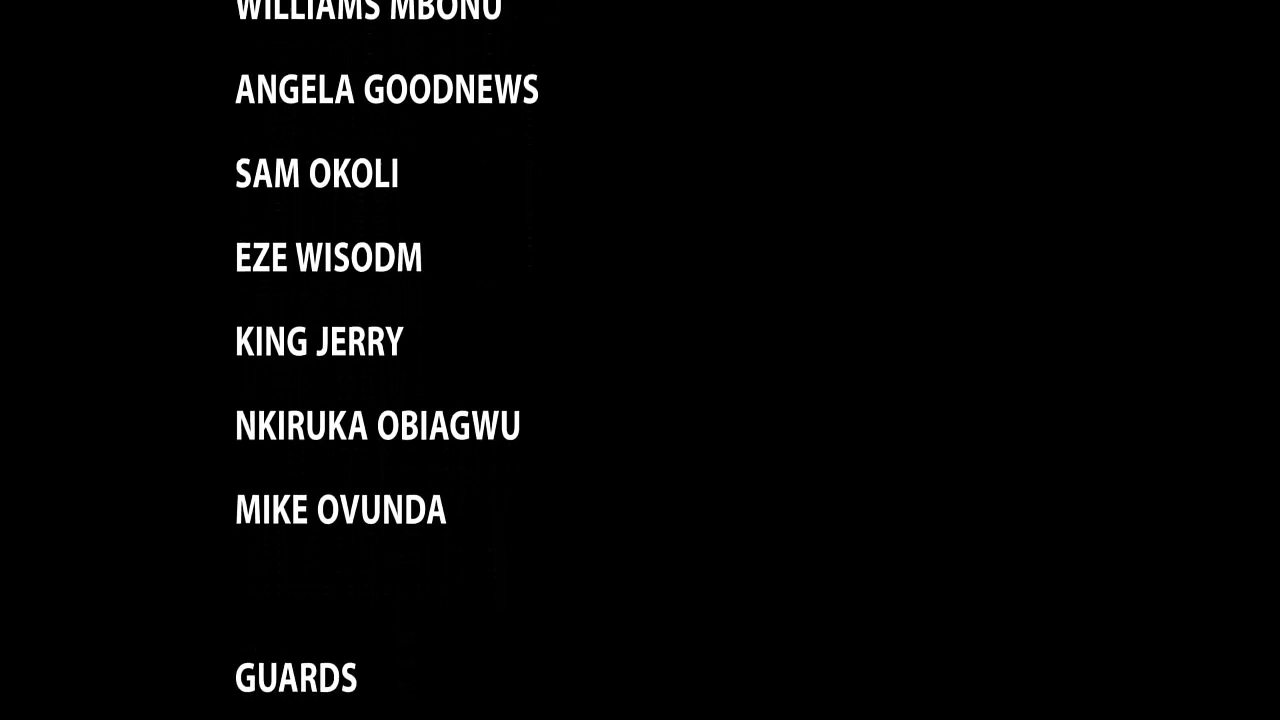 WILLIAMS MBONU
ANGELA GOODNEWS
SAM OKOLI
EZE WISODM
KING JERRY
NKIRUKA OBIAGWU
MIKE OVUNDA
GUARDS